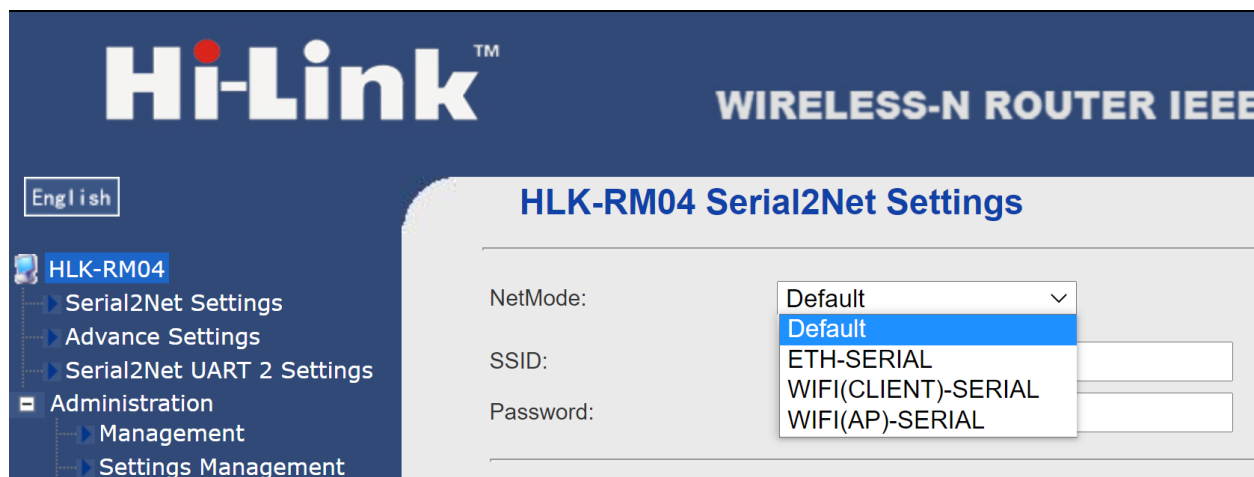 Hi-Link™
WIRELESS-N ROUTER IEEE
English
HLK-RM04 Serial2Net Settings
HLK-RM04
Serial2Net Settings
Advance Settings
Serial2Net UART 2 Settings
Administration
Management
Settings Management
NetMode:
Default
Default
ETH-SERIAL
WIFI(CLIENT)-SERIAL
WIFI(AP)-SERIAL
SSID:
Password: